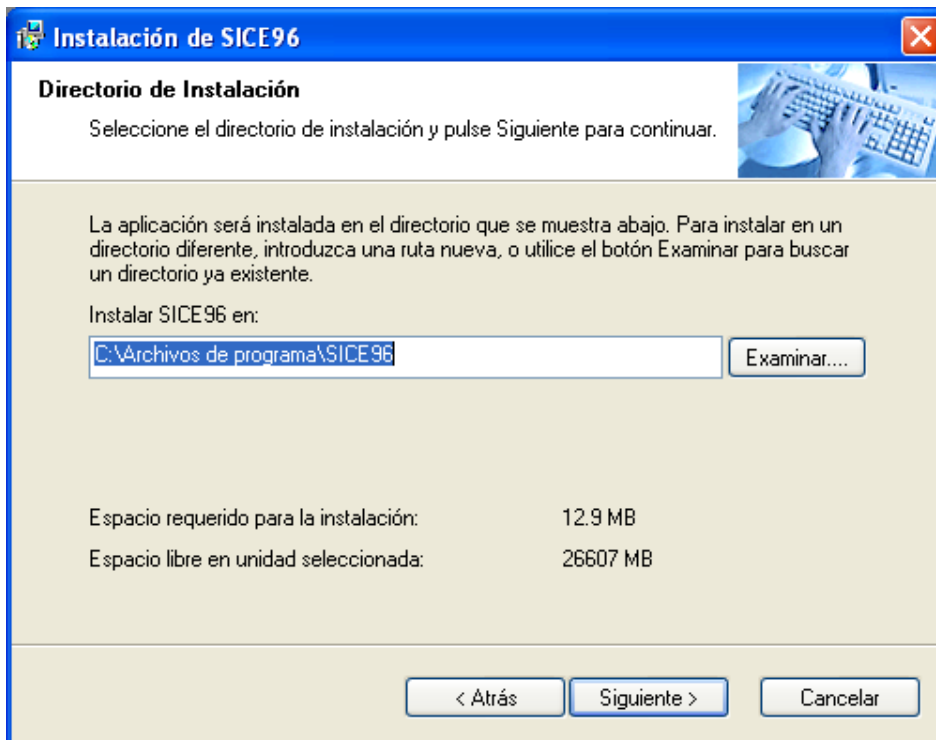 Instalación de SICE96
Directorio de Instalación
Seleccione el directorio de instalación y pulse Siguiente para continuar.
La aplicación será instalada en el directorio que se muestra abajo. Para instalar en un
directorio diferente, introduzca una ruta nueva, o utilice el botón Examinar para buscar
un directorio ya existente.
Instalar SICE96 en:
C:\Archivos de programa\SICE96
Examinar....
Espacio requerido para la instalación: 12.9 MB
Espacio libre en unidad seleccionada: 26607 MB
< Atrás Siguiente > Cancelar